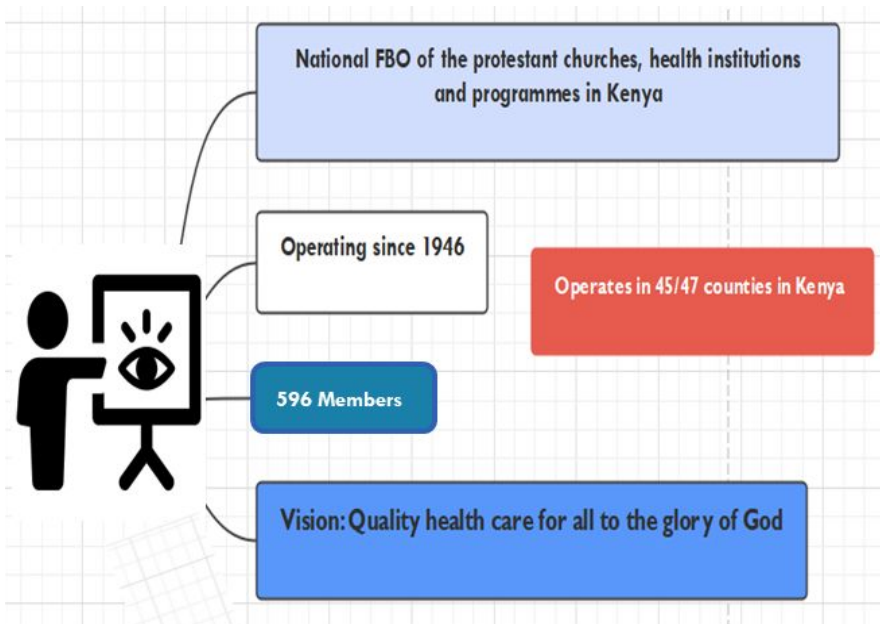 National FBO of the protestant churches, health institutions
and programmes in Kenya
Operating since 1946
Operates in 45/47 counties in Kenya
596 Members
Vision: Quality health care for all to the glory of God